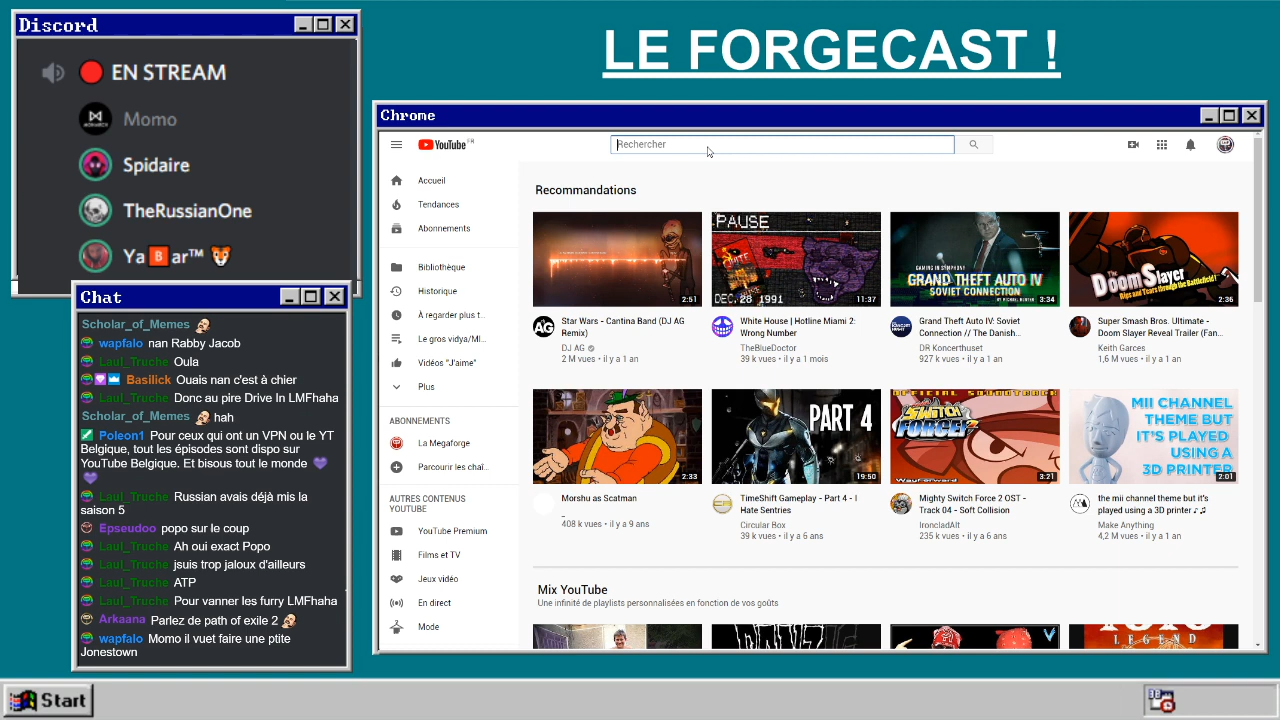 Discord
EN STREAM
Momo
Spidaire
TheRussianOne
Ya🅱ar™ 🐯
Chat
Scholar_of_Memes
wapfalo nan Rabby Jacob
Laul_Truche Oula
Basilick Ouais nan c'est à chier
Laul_Truche Donc au pire Drive In LMFhaha
Scholar_of_Memes hah
Poleon1 Pour ceux qui ont un VPN ou le YT
Belgique, tout les épisodes sont dispo sur
YouTube Belgique. Et bisous tout le monde 💜
💜
Laul_Truche Russian avais déjà mis la
saison 5
Epseudoo popo sur le coup
Laul_Truche Ah oui exact Popo
Laul_Truche jsuis trop jaloux d'ailleurs
Laul_Truche ATP
Laul_Truche Pour vanner les furry LMFhaha
Arkaana Parlez de path of exile 2
wapfalo Momo il vuet faire une ptite
Jonestown
LE FORGECAST !
Chrome
YouTube FR
Rechercher
Accueil
Tendances
Abonnements
Bibliothèque
Historique
À regarder plus t...
Le gros vidya/MI...
Vidéos "J'aime"
Plus
ABONNEMENTS
La Megaforge
Parcourir les chaî...
AUTRES CONTENUS
YOUTUBE
YouTube Premium
Films et TV
Jeux vidéo
En direct
Mode
Recommandations
2:51
Star Wars - Cantina Band (DJ AG
Remix)
DJ AG
2 M vues • il y a 1 an
PAUSE
QUITE
DEC. 28 1991
11:37
White House | Hotline Miami 2:
Wrong Number
TheBlueDoctor
39 k vues • il y a 1 mois
GAMING IN SYMPHONY
GRAND THEFT AUTO IV
SOVIET CONNECTION
BY MICHAEL HUNTER
3:34
Grand Theft Auto IV: Soviet
Connection // The Danish...
DR Koncerthuset
927 k vues • il y a 1 an
The
Doom Slayer
Rips and Tears through the Battlefield!
2:36
Super Smash Bros. Ultimate -
Doom Slayer Reveal Trailer (Fan...
Keith Garces
1,6 M vues • il y a 1 an
2:33
Morshu as Scatman
_
408 k vues • il y a 9 ans
PART 4
19:50
TimeShift Gameplay - Part 4 - I
Hate Sentries
Circular Box
39 k vues • il y a 6 ans
OFFICIAL SOUNDTRACK
MIGHTY
SWITCH
FORCE! 2
WayForward
3:21
Mighty Switch Force 2 OST -
Track 04 - Soft Collision
IroncladAlt
235 k vues • il y a 6 ans
MII CHANNEL
THEME BUT
IT'S PLAYED
USING A
3D PRINTER
2:01
the mii channel theme but it's
played using a 3D printer ♪♫
Make Anything
4,2 M vues • il y a 1 an
Mix YouTube
Une infinité de playlists personnalisées en fonction de vos goûts
LEGEND
Start